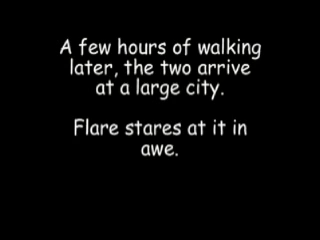 A few hours of walking
later, the two arrive
at a large city.
Flare stares at it in
awe.